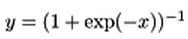 y = (1 + exp(−x))⁻¹